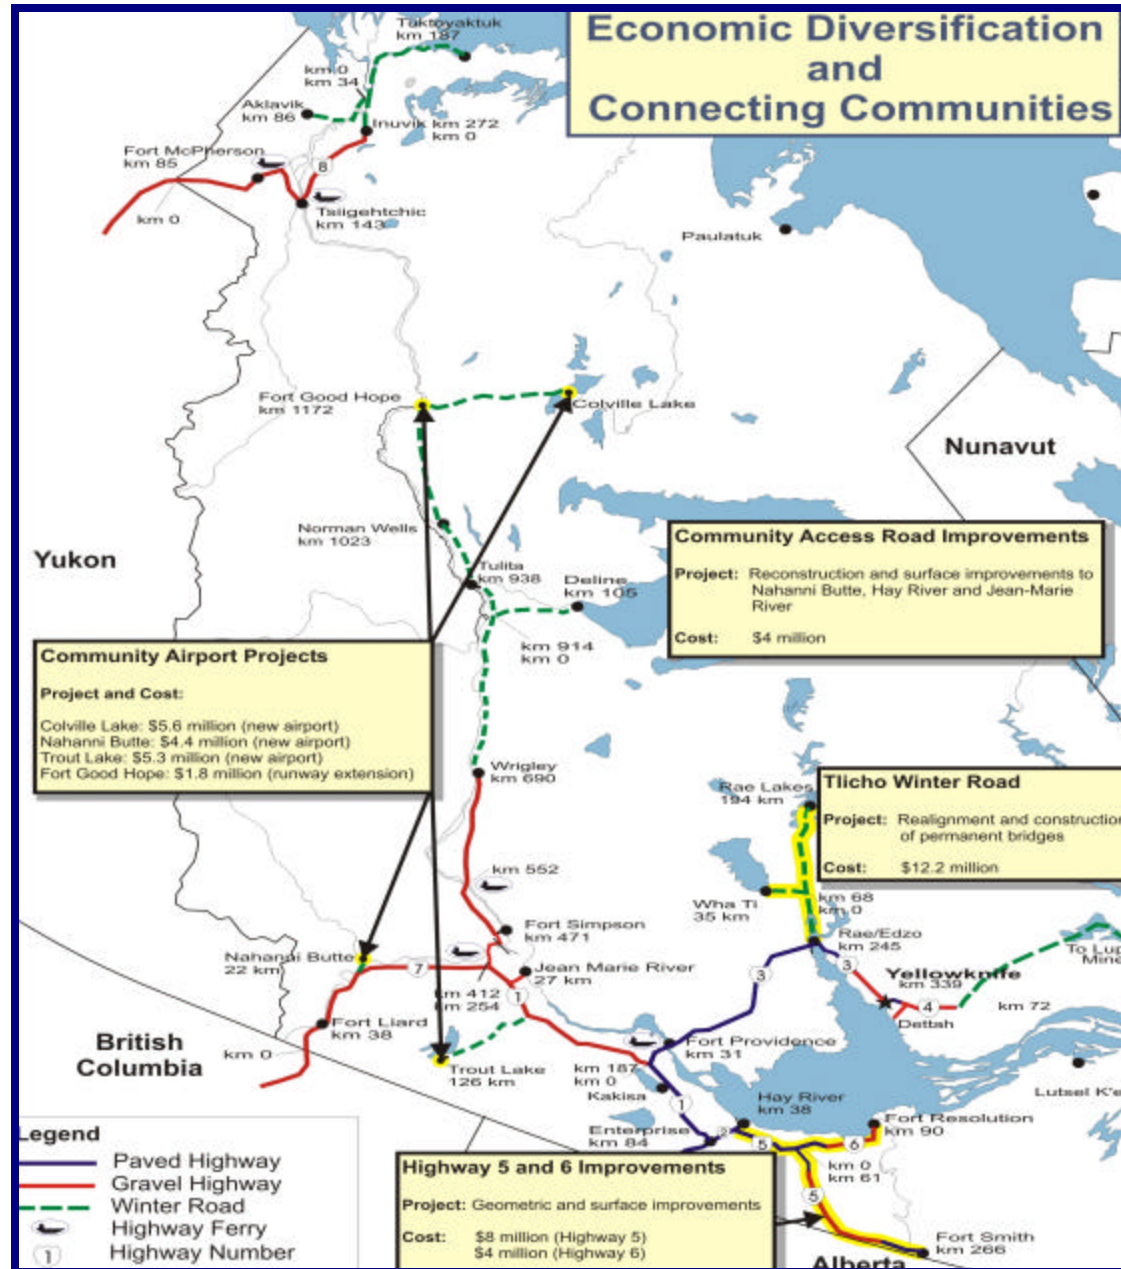 Economic Diversification
and
Connecting Communities
Taktoyaktuk
km 187
km 0
km 34
Aklavik
km 86
Inuvik km 272
km 0
Fort McPherson
km 85
8
km 0
Tsiigehtchic
km 143
Paulatuk
Fort Good Hope
km 1172
Colville Lake
Nunavut
Norman Wells
km 1023
Yukon
Tulita
km 938
Deline
km 105
km 914
km 0
Community Access Road Improvements
Project: Reconstruction and surface improvements to
Nahanni Butte, Hay River and Jean-Marie
River
Cost: $4 million
Community Airport Projects
Project and Cost:
Colville Lake: $5.6 million (new airport)
Nahanni Butte: $4.4 million (new airport)
Trout Lake: $5.3 million (new airport)
Fort Good Hope: $1.8 million (runway extension)
Wrigley
km 690
Rae Lakes
194 km
Tlicho Winter Road
Project: Realignment and construction
of permanent bridges
Cost: $12.2 million
km 552
Wha Ti
35 km
km 68
km 0
Fort Simpson
km 471
Rae/Edzo
km 245
Nahanni Butte
22 km
7
Jean Marie River
27 km
km 412
km 254
1
3
3
Yellowknife
km 339
4
To Lup
Mine
km 72
Dettah
Fort Liard
km 38
British
Columbia
km 0
Trout Lake
126 km
Fort Providence
km 31
km 187
km 0
Kakisa
1
Lutsel K'e
Hay River
km 38
Fort Resolution
km 90
Enterprise
km 84
2
5
6
km 0
km 61
5
Legend
Paved Highway
Gravel Highway
Winter Road
Highway Ferry
1 Highway Number
Highway 5 and 6 Improvements
Project: Geometric and surface improvements
Cost: $8 million (Highway 5)
$4 million (Highway 6)
Fort Smith
km 266
Alberta